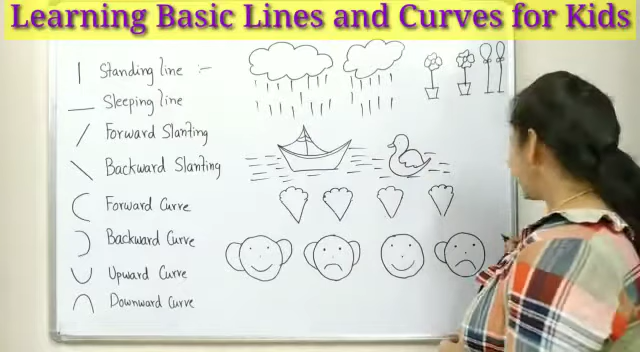 Learning Basic Lines and Curves for Kids
Standing line :-
Sleeping line
Forward Slanting
Backward Slanting
Forward Curve
Backward Curve
Upward Curve
Downward Curve